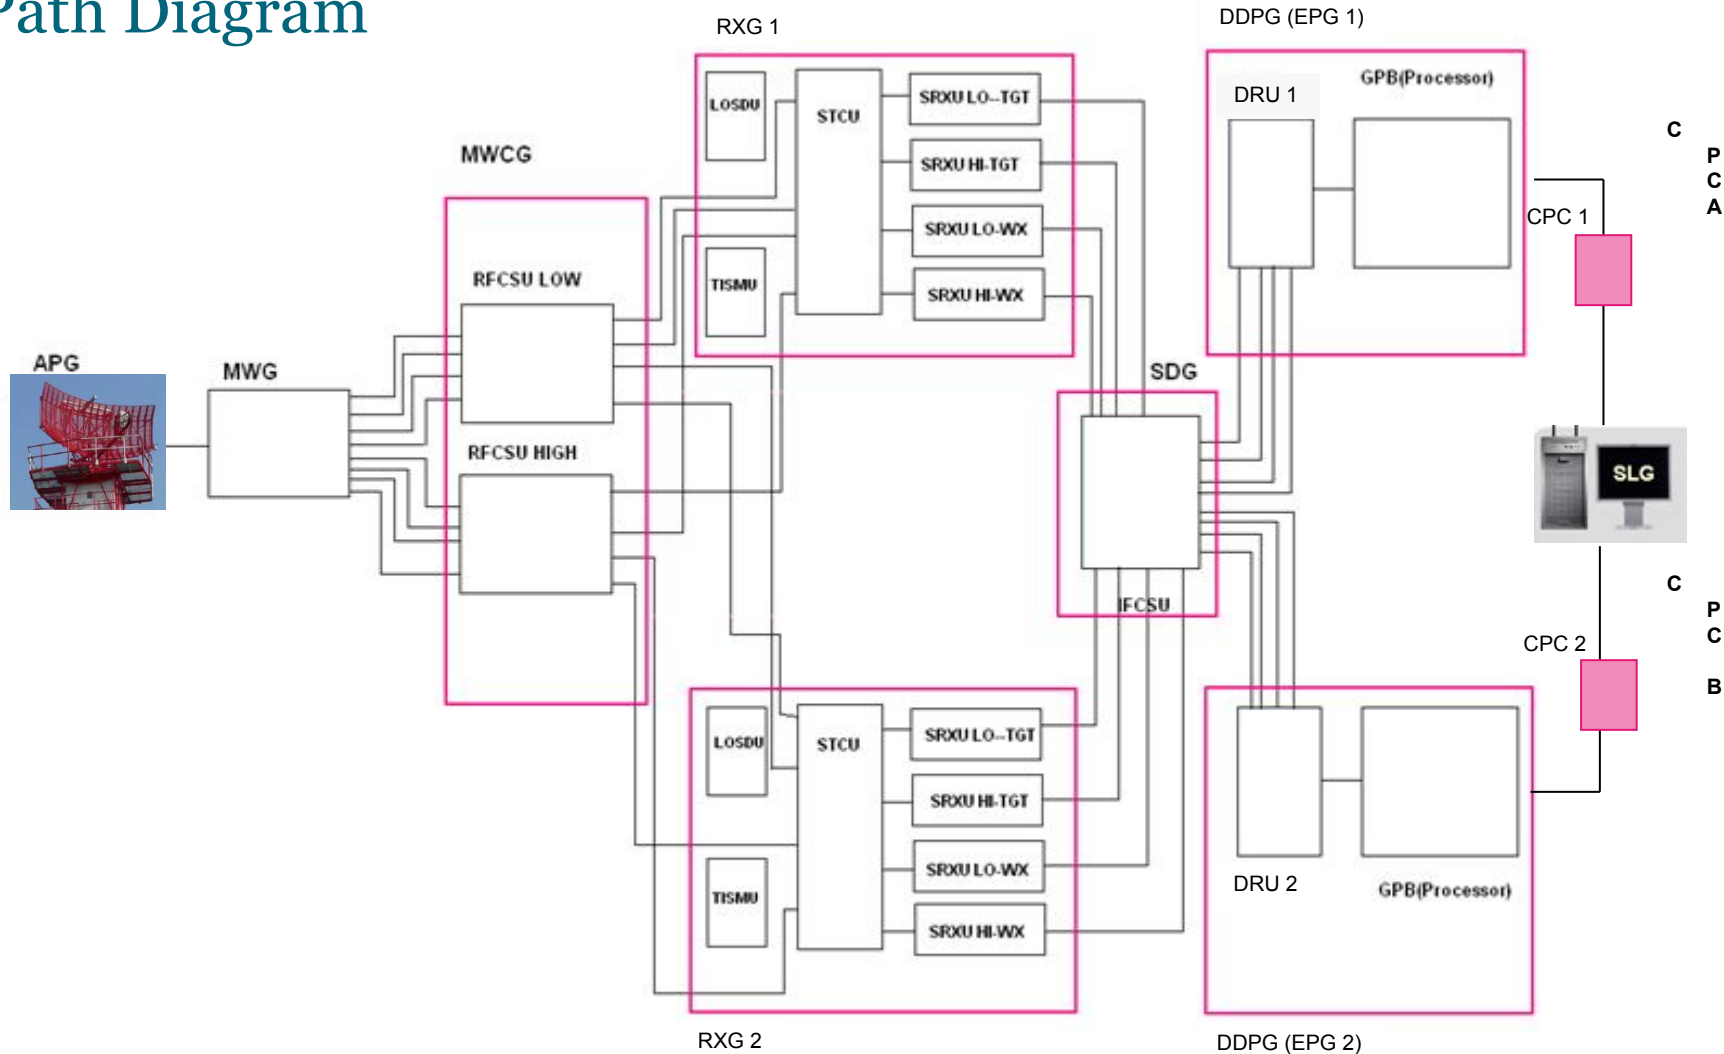 Path Diagram
RXG 1
DDPG (EPG 1)
LOSDU
STCU
SRXU LO--TGT
SRXU HI-TGT
SRXU LO-WX
SRXU HI-WX
TISMU
DRU 1
GPB(Processor)
C
P
C
A
CPC 1
MWCG
RFCSU LOW
RFCSU HIGH
APG
MWG
SDG
IFCSU
SLG
C
P
C
B
CPC 2
LOSDU
STCU
SRXU LO--TGT
SRXU HI-TGT
SRXU LO-WX
SRXU HI-WX
TISMU
DRU 2
GPB(Processor)
RXG 2
DDPG (EPG 2)